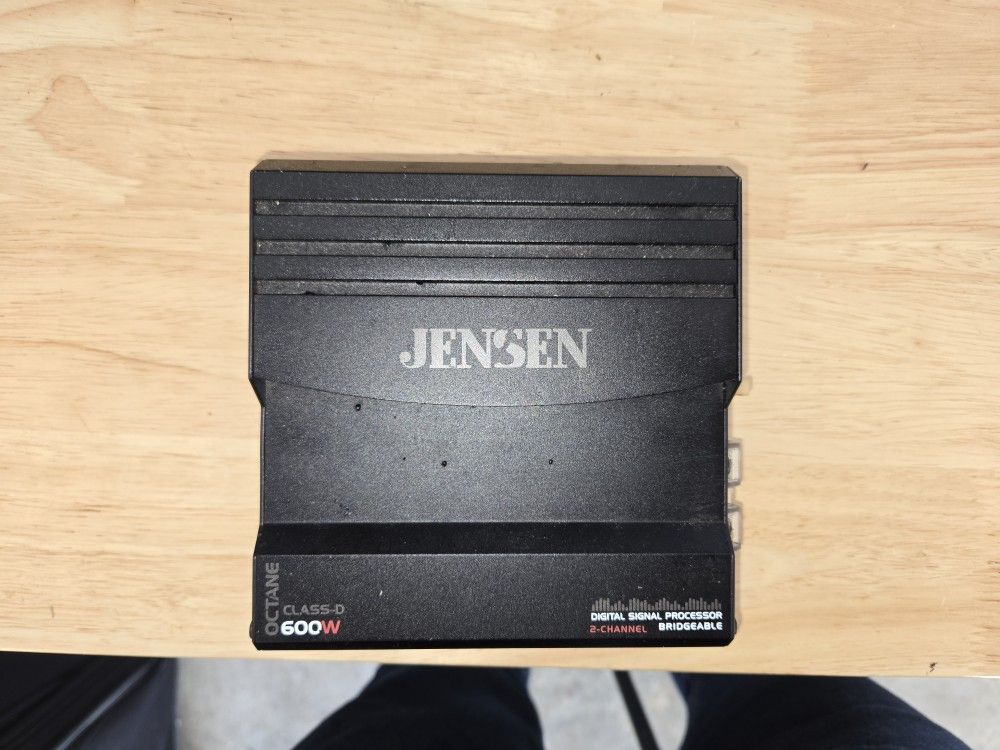 JENSEN
OCTANE
CLASS-D
600W
DIGITAL SIGNAL PROCESSOR
2-CHANNEL BRIDGEABLE